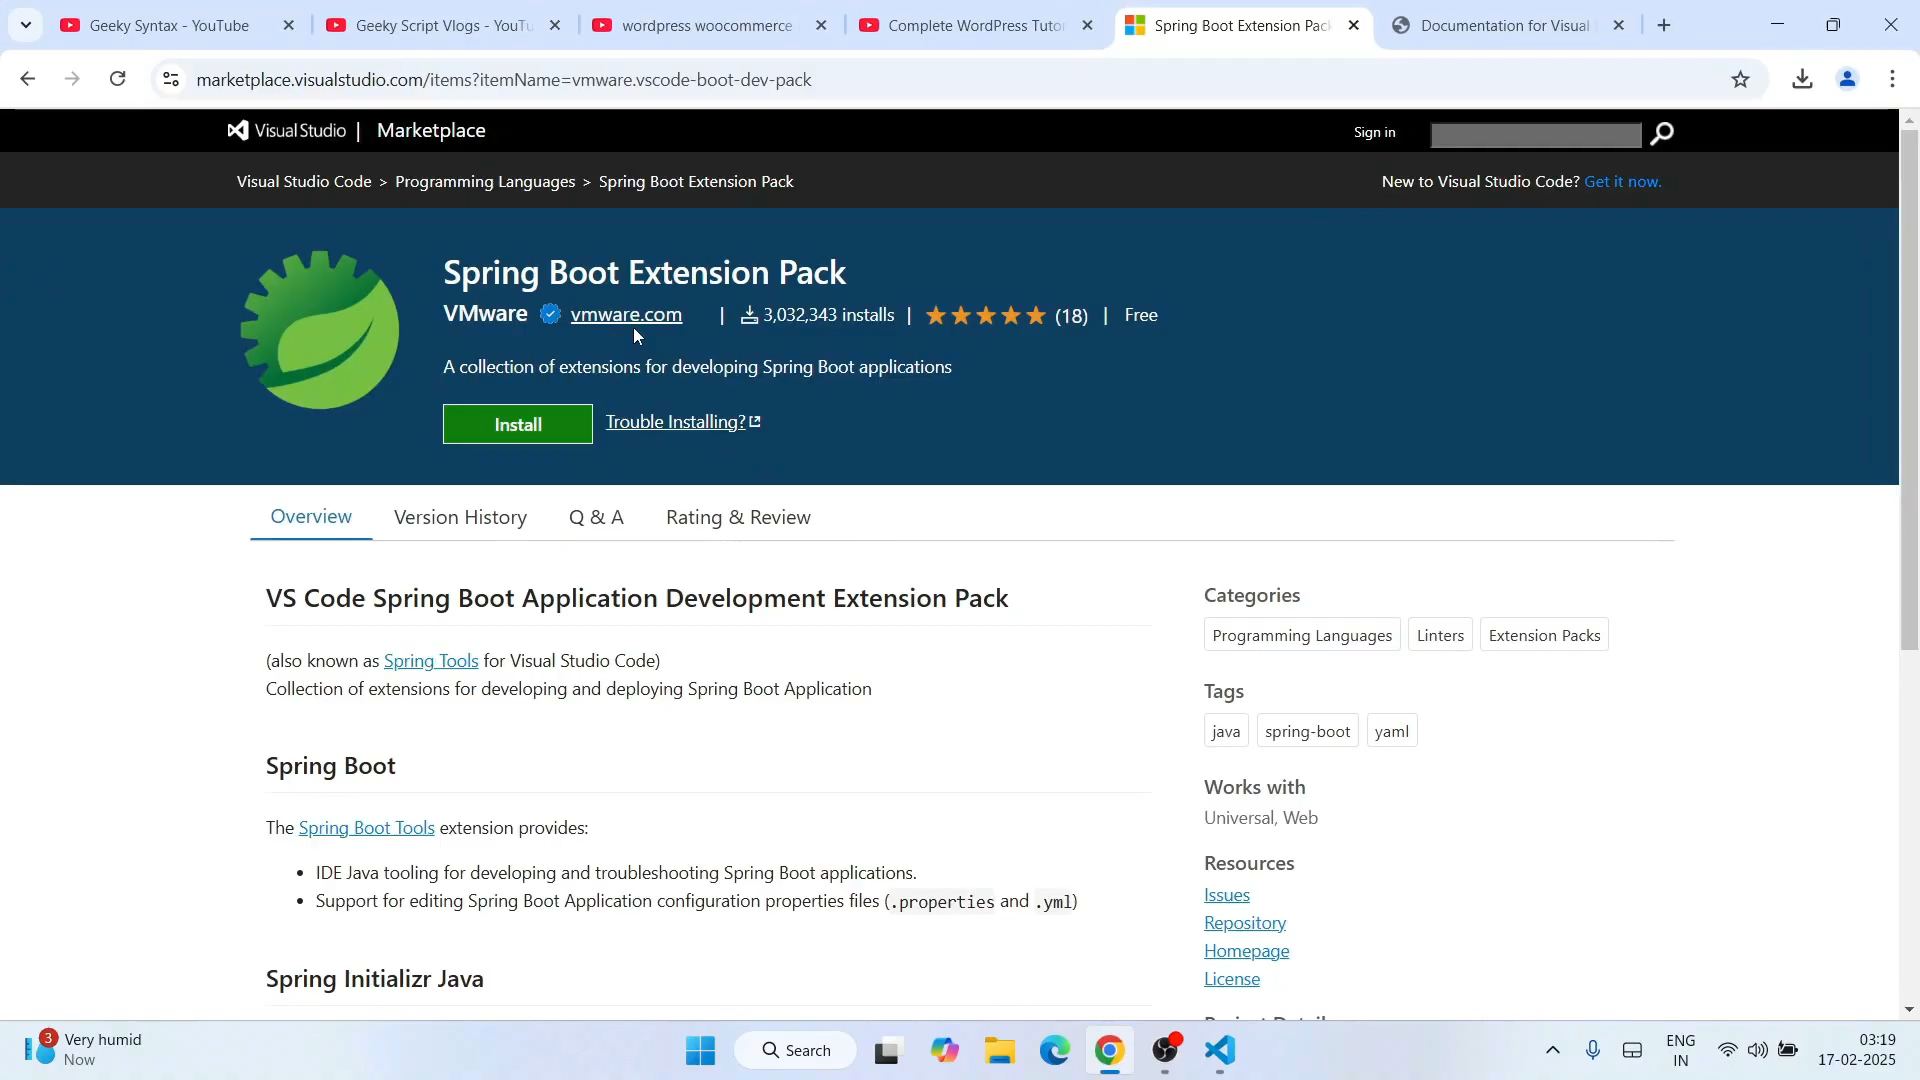 Geeky Syntax - YouTube
Geeky Script Vlogs - YouTu
wordpress woocommerce
Complete WordPress Tutor
Spring Boot Extension Pack
Documentation for Visual
marketplace.visualstudio.com/items?itemName=vmware.vscode-boot-dev-pack
Visual Studio | Marketplace
Sign in
Visual Studio Code > Programming Languages > Spring Boot Extension Pack
New to Visual Studio Code? Get it now.
Spring Boot Extension Pack
VMware vmware.com | 3,032,343 installs | (18) | Free
A collection of extensions for developing Spring Boot applications
Install Trouble Installing?
Overview Version History Q & A Rating & Review
VS Code Spring Boot Application Development Extension Pack
(also known as Spring Tools for Visual Studio Code)
Collection of extensions for developing and deploying Spring Boot Application
Spring Boot
The Spring Boot Tools extension provides:
• IDE Java tooling for developing and troubleshooting Spring Boot applications.
• Support for editing Spring Boot Application configuration properties files (.properties and .yml)
Spring Initializr Java
Categories
Programming Languages Linters Extension Packs
Tags
java spring-boot yaml
Works with
Universal, Web
Resources
Issues
Repository
Homepage
License
3
Very humid
Now
Search
ENG
IN
03:19
17-02-2025